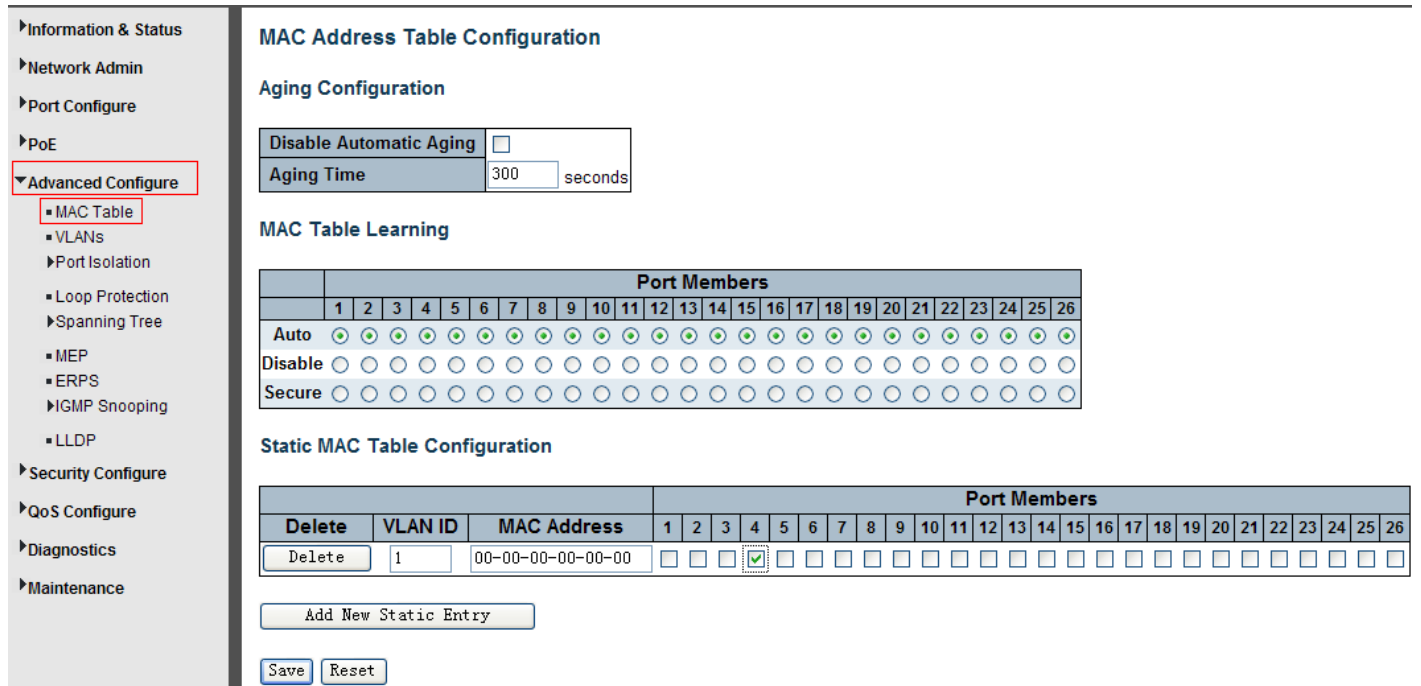 Information & Status
Network Admin
Port Configure
PoE
Advanced Configure
MAC Table
VLANs
Port Isolation
Loop Protection
Spanning Tree
MEP
ERPS
IGMP Snooping
LLDP
Security Configure
QoS Configure
Diagnostics
Maintenance
MAC Address Table Configuration
Aging Configuration
Disable Automatic Aging
Aging Time 300 seconds
MAC Table Learning
Port Members
1 2 3 4 5 6 7 8 9 10 11 12 13 14 15 16 17 18 19 20 21 22 23 24 25 26
Auto
Disable
Secure
Static MAC Table Configuration
Port Members
Delete VLAN ID MAC Address 1 2 3 4 5 6 7 8 9 10 11 12 13 14 15 16 17 18 19 20 21 22 23 24 25 26
Delete 1 00-00-00-00-00-00
Add New Static Entry
Save Reset